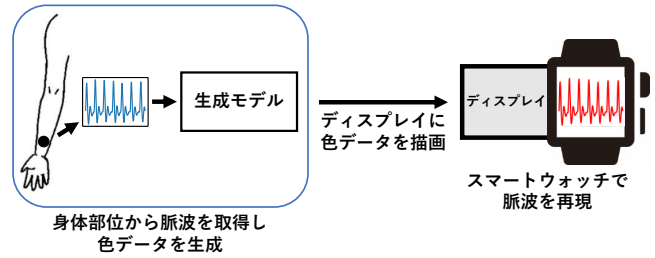 生成モデル
ディスプレイに
色データを描画
ディスプレイ
スマートウォッチで
脈波を再現
身体部位から脈波を取得し
色データを生成